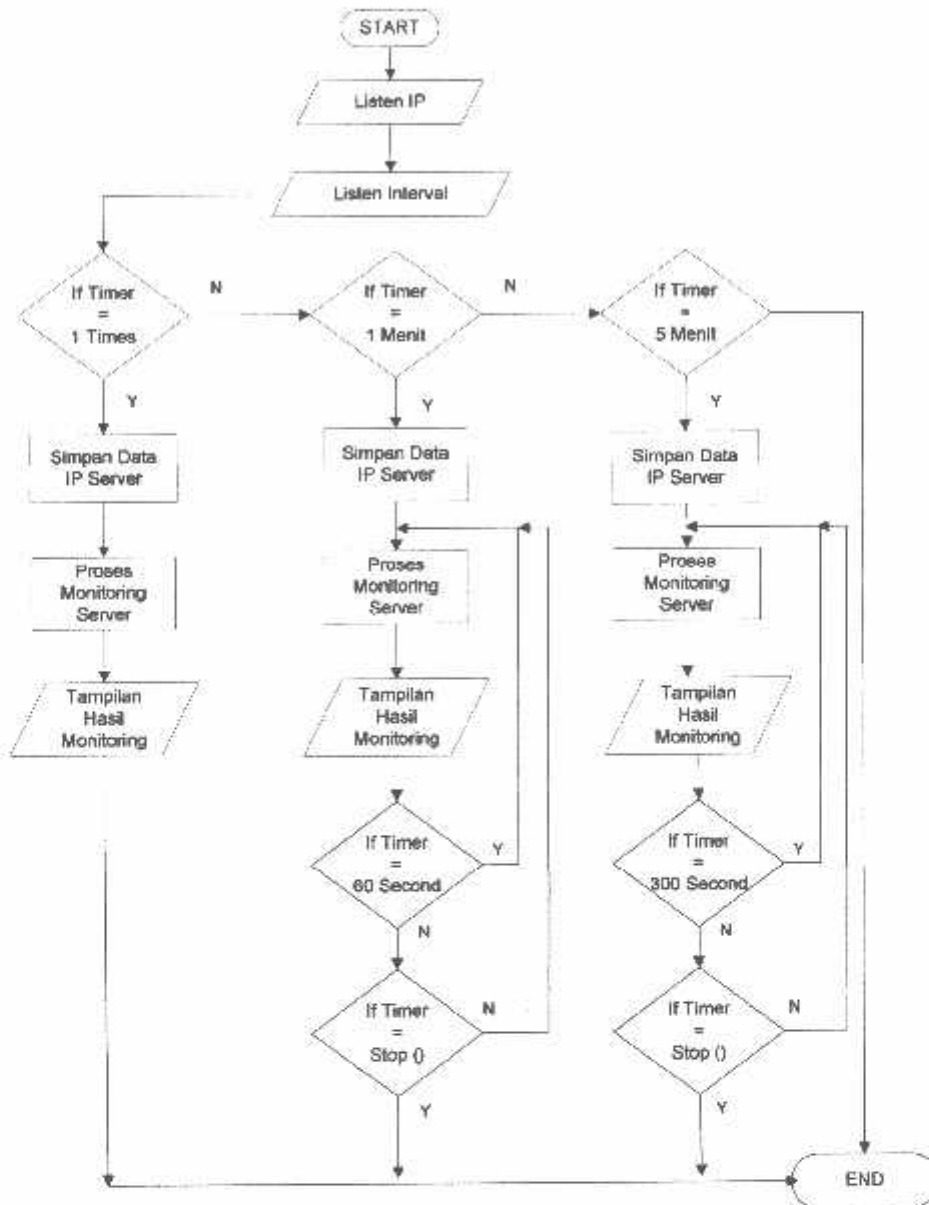 START
Listen IP
Listen Interval
If Timer
=
1 Times
N
If Timer
=
1 Menit
N
If Timer
=
5 Menit
Y
Y
Y
Simpan Data
IP Server
Simpan Data
IP Server
Simpan Data
IP Server
Proses
Monitoring
Server
Proses
Monitoring
Server
Proses
Monitoring
Server
Tampilan
Hasil
Monitoring
Tampilan
Hasil
Monitoring
Tampilan
Hasil
Monitoring
If Timer
=
60 Second
Y
If Timer
=
300 Second
Y
N
N
If Timer
=
Stop ()
N
If Timer
=
Stop ()
N
Y
Y
END